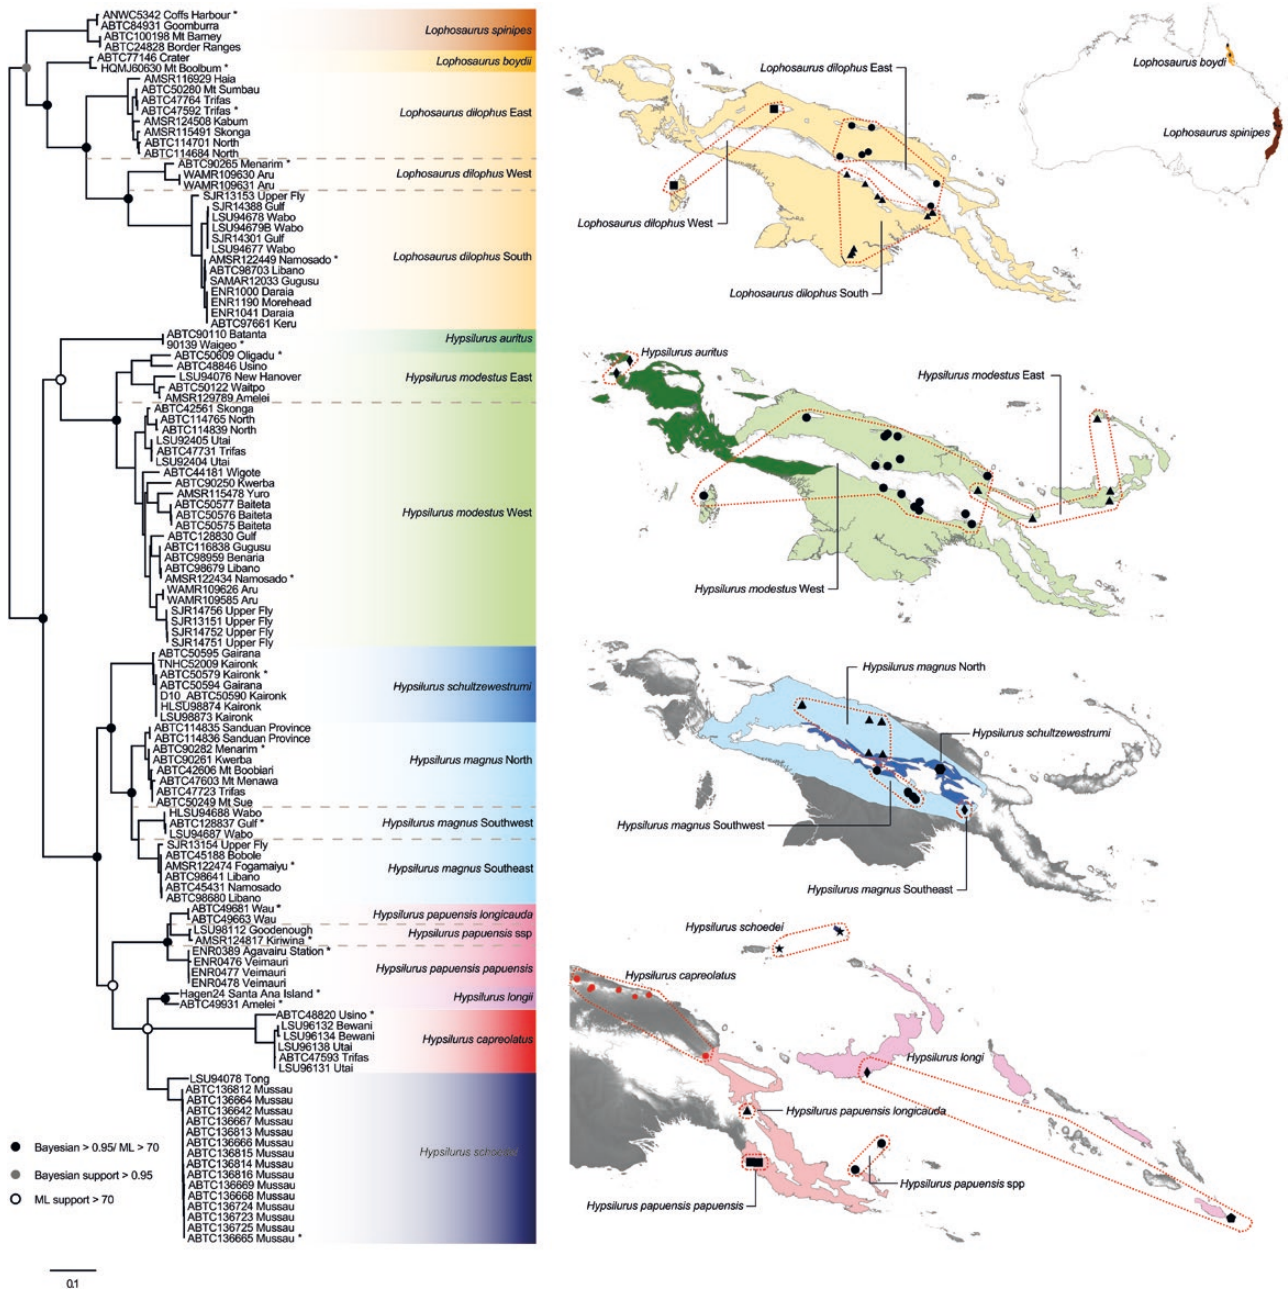 ANWC5342 Coffs Harbour *
ABTC84931 Goomburra
ABTC100198 Mt Barney
ABTC24828 Border Ranges
Lophosaurus spinipes
ABTC77146 Crater
HQMJ60630 Mt Boolbum *
Lophosaurus boydii
AMSR116929 Haia
ABTC50280 Mt Sumbau
ABTC47764 Trifas
ABTC47592 Trifas *
AMSR124508 Kabum
AMSR115491 Skonga
ABTC114701 North
ABTC114684 North
Lophosaurus dilophus East
ABTC90265 Menarim *
WAMR109630 Aru
WAMR109631 Aru
Lophosaurus dilophus West
SJR13153 Upper Fly
SJR14388 Gulf
LSU94678 Wabo
LSU94679B Wabo
SJR14301 Gulf
LSU94677 Wabo
AMSR122449 Namosado *
ABTC98703 Libano
SAMAR12033 Gugusu
ENR1000 Daraia
ENR1190 Morehead
ENR1041 Daraia
ABTC97661 Keru
Lophosaurus dilophus South
ABTC90110 Batanta
90139 Waigeo *
Hypsilurus auritus
ABTC50609 Oligadu *
ABTC48846 Usino
LSU94076 New Hanover
ABTC50122 Waitpo
AMSR129789 Amelei
Hypsilurus modestus East
ABTC42561 Skonga
ABTC114765 North
ABTC114839 North
LSU92405 Utai
ABTC47731 Trifas
LSU92404 Utai
ABTC44181 Wigote
ABTC90250 Kwerba
AMSR115478 Yuro
ABTC50577 Baiteta
ABTC50576 Baiteta
ABTC50575 Baiteta
ABTC128830 Gulf
ABTC116838 Gugusu
ABTC98959 Benaria
ABTC98679 Libano
AMSR122434 Namosado *
WAMR109626 Aru
WAMR109585 Aru
SJR14756 Upper Fly
SJR13151 Upper Fly
SJR14752 Upper Fly
SJR14751 Upper Fly
Hypsilurus modestus West
ABTC50595 Gairana
TNHC52009 Kaironk
ABTC50579 Kaironk *
ABTC50594 Gairana
D10_ABTC50590 Kaironk
HLSU98874 Kaironk
LSU98873 Kaironk
Hypsilurus schultzewestrumi
ABTC114835 Sanduan Province
ABTC114836 Sanduan Province
ABTC90282 Menarim *
ABTC90261 Kwerba
ABTC42606 Mt Boobiari
ABTC47603 Mt Menawa
ABTC47723 Trifas
ABTC50249 Mt Sue
Hypsilurus magnus North
HLSU94688 Wabo
ABTC128837 Gulf *
LSU94687 Wabo
Hypsilurus magnus Southwest
SJR13154 Upper Fly
ABTC45188 Bobole
AMSR122474 Fogamaiyu *
ABTC98641 Libano
ABTC45431 Namosado
ABTC98680 Libano
Hypsilurus magnus Southeast
ABTC49681 Wau *
ABTC49663 Wau
Hypsilurus papuensis longicauda
LSU98112 Goodenough
AMSR124817 Kiriwina *
Hypsilurus papuensis ssp
ENR0389 Agavairu Station *
ENR0476 Veimauri
ENR0477 Veimauri
ENR0478 Veimauri
Hypsilurus papuensis papuensis
Hagen24 Santa Ana Island *
ABTC49931 Amelei *
Hypsilurus longii
ABTC48820 Usino *
LSU96132 Bewani
LSU96134 Bewani
LSU96138 Utai
ABTC47593 Trifas
LSU96131 Utai
Hypsilurus capreolatus
LSU94078 Tong
ABTC136812 Mussau
ABTC136664 Mussau
ABTC136642 Mussau
ABTC136667 Mussau
ABTC136813 Mussau
ABTC136666 Mussau
ABTC136815 Mussau
ABTC136814 Mussau
ABTC136816 Mussau
ABTC136669 Mussau
ABTC136668 Mussau
ABTC136724 Mussau
ABTC136723 Mussau
ABTC136725 Mussau
ABTC136665 Mussau *
Hypsilurus schoedei
Bayesian > 0.95/ ML > 70
Bayesian support > 0.95
ML support > 70
0.1
Lophosaurus dilophus East
Lophosaurus dilophus West
Lophosaurus dilophus South
Lophosaurus boydi
Lophosaurus spinipes
Hypsilurus auritus
Hypsilurus modestus East
Hypsilurus modestus West
Hypsilurus magnus North
Hypsilurus schultzewestrumi
Hypsilurus magnus Southwest
Hypsilurus magnus Southeast
Hypsilurus schoedei
Hypsilurus capreolatus
Hypsilurus longi
Hypsilurus papuensis longicauda
Hypsilurus papuensis spp
Hypsilurus papuensis papuensis